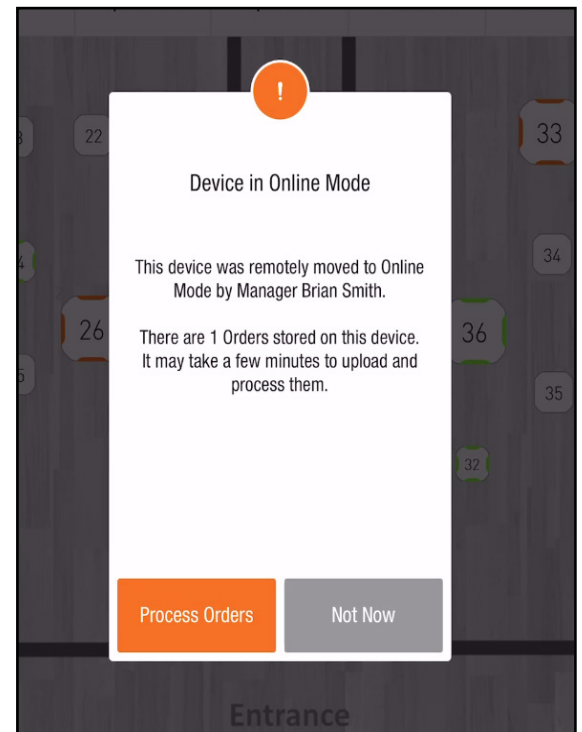 !
22
33
Device in Online Mode
34
This device was remotely moved to Online
Mode by Manager Brian Smith.
26
36
There are 1 Orders stored on this device.
It may take a few minutes to upload and
process them.
35
32
Process Orders
Not Now
Entrance